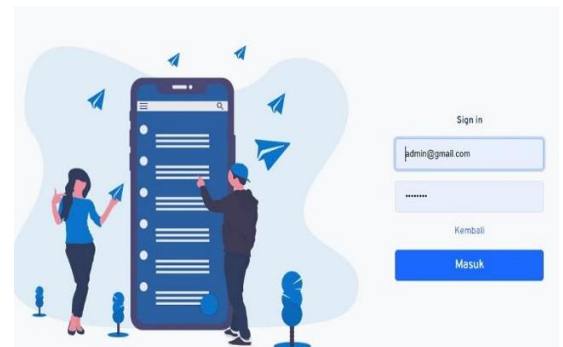 Sign in
admin@gmail.com
••••••••
Kembali
Masuk